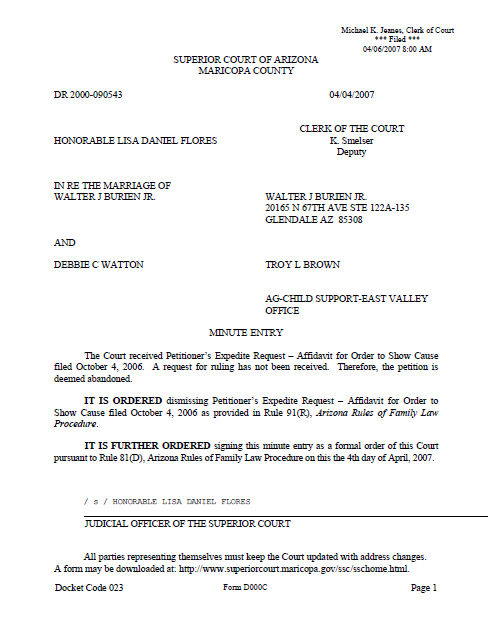 Michael K. Jeanes, Clerk of Court
*** Filed ***
04/06/2007 8:00 AM
SUPERIOR COURT OF ARIZONA
MARICOPA COUNTY
DR 2000-090543 04/04/2007
CLERK OF THE COURT
HONORABLE LISA DANIEL FLORES K. Smelser
Deputy
IN RE THE MARRIAGE OF
WALTER J BURIEN JR. WALTER J BURIEN JR.
20165 N 67TH AVE STE 122A-135
GLENDALE AZ 85308
AND
DEBBIE C WATTON TROY L BROWN
AG-CHILD SUPPORT-EAST VALLEY
OFFICE
MINUTE ENTRY
The Court received Petitioner's Expedite Request – Affidavit for Order to Show Cause
filed October 4, 2006. A request for ruling has not been received. Therefore, the petition is
deemed abandoned.
IT IS ORDERED dismissing Petitioner's Expedite Request – Affidavit for Order to
Show Cause filed October 4, 2006 as provided in Rule 91(R), Arizona Rules of Family Law
Procedure.
IT IS FURTHER ORDERED signing this minute entry as a formal order of this Court
pursuant to Rule 81(D), Arizona Rules of Family Law Procedure on this the 4th day of April, 2007.
/ s / HONORABLE LISA DANIEL FLORES
JUDICIAL OFFICER OF THE SUPERIOR COURT
All parties representing themselves must keep the Court updated with address changes.
A form may be downloaded at: http://www.superiorcourt.maricopa.gov/ssc/sschome.html.
Docket Code 023 Form D000C Page 1